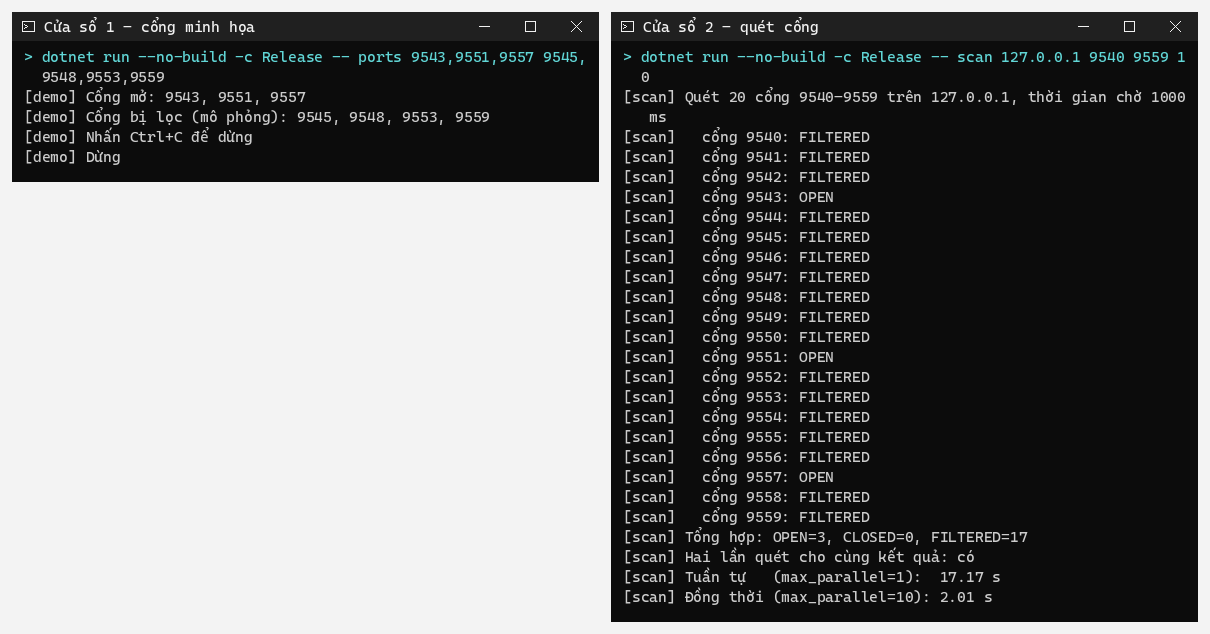 Cửa sổ 1 - cổng minh họa
> dotnet run --no-build -c Release -- ports 9543,9551,9557 9545,
9548,9553,9559
[demo] Cổng mở: 9543, 9551, 9557
[demo] Cổng bị lọc (mô phỏng): 9545, 9548, 9553, 9559
[demo] Nhấn Ctrl+C để dừng
[demo] Dừng
Cửa sổ 2 - quét cổng
> dotnet run --no-build -c Release -- scan 127.0.0.1 9540 9559 1
0
[scan] Quét 20 cổng 9540-9559 trên 127.0.0.1, thời gian chờ 1000
ms
[scan]   cổng 9540: FILTERED
[scan]   cổng 9541: FILTERED
[scan]   cổng 9542: FILTERED
[scan]   cổng 9543: OPEN
[scan]   cổng 9544: FILTERED
[scan]   cổng 9545: FILTERED
[scan]   cổng 9546: FILTERED
[scan]   cổng 9547: FILTERED
[scan]   cổng 9548: FILTERED
[scan]   cổng 9549: FILTERED
[scan]   cổng 9550: FILTERED
[scan]   cổng 9551: OPEN
[scan]   cổng 9552: FILTERED
[scan]   cổng 9553: FILTERED
[scan]   cổng 9554: FILTERED
[scan]   cổng 9555: FILTERED
[scan]   cổng 9556: FILTERED
[scan]   cổng 9557: OPEN
[scan]   cổng 9558: FILTERED
[scan]   cổng 9559: FILTERED
[scan] Tổng hợp: OPEN=3, CLOSED=0, FILTERED=17
[scan] Hai lần quét cho cùng kết quả: có
[scan] Tuần tự   (max_parallel=1):  17.17 s
[scan] Đồng thời (max_parallel=10): 2.01 s